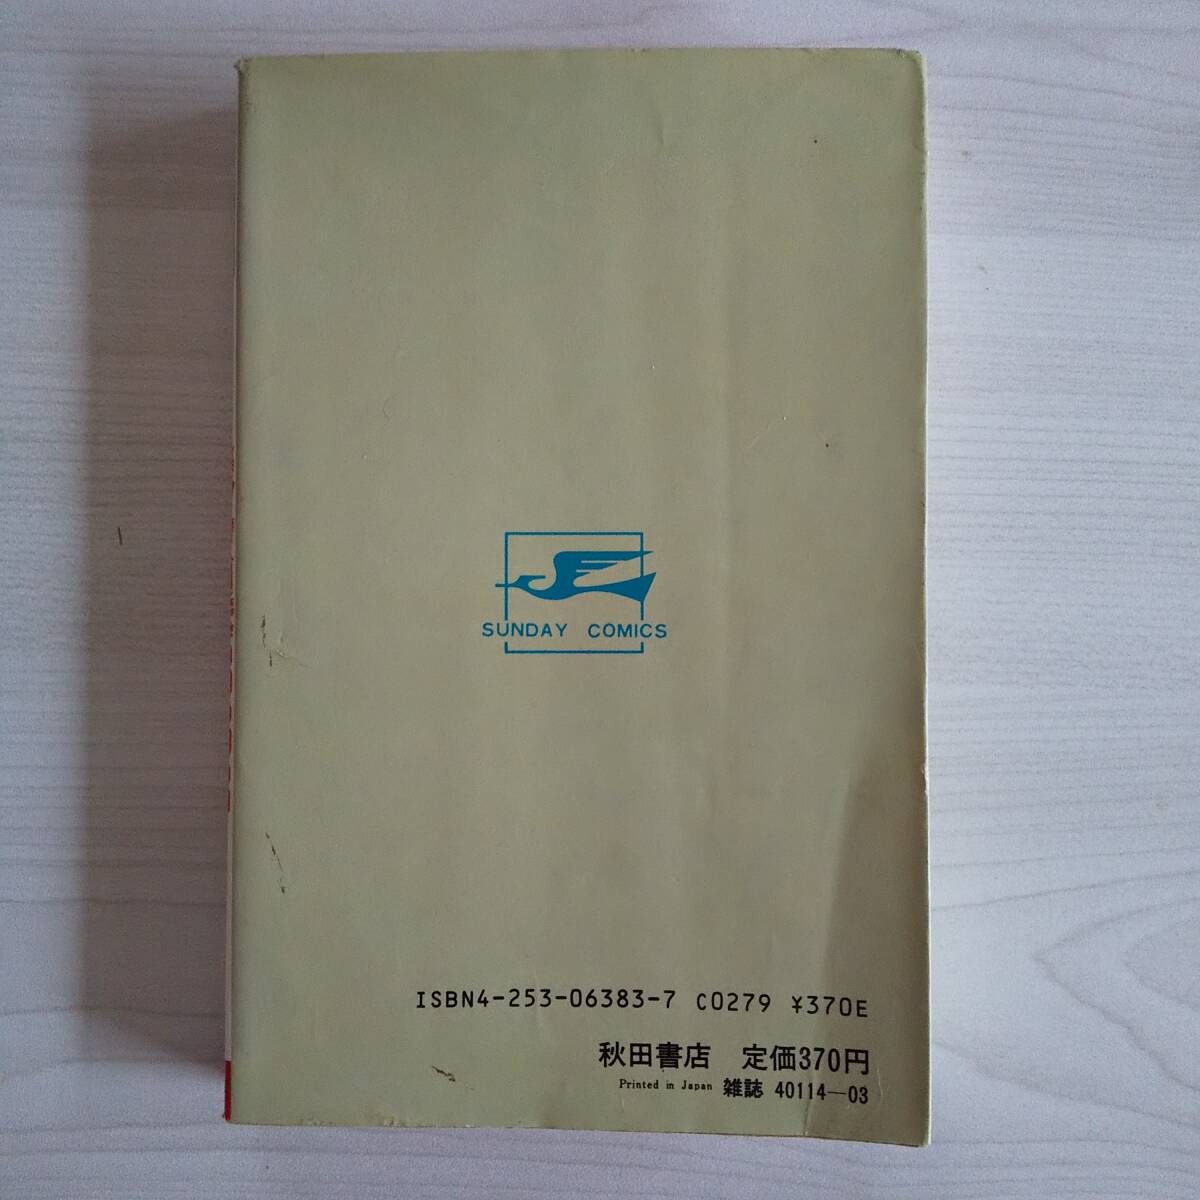 SUNDAY COMICS
ISBN4-253-06383-7 C0279 ¥370E
秋田書店 定価370円
Printed in Japan 雑誌 40114-03